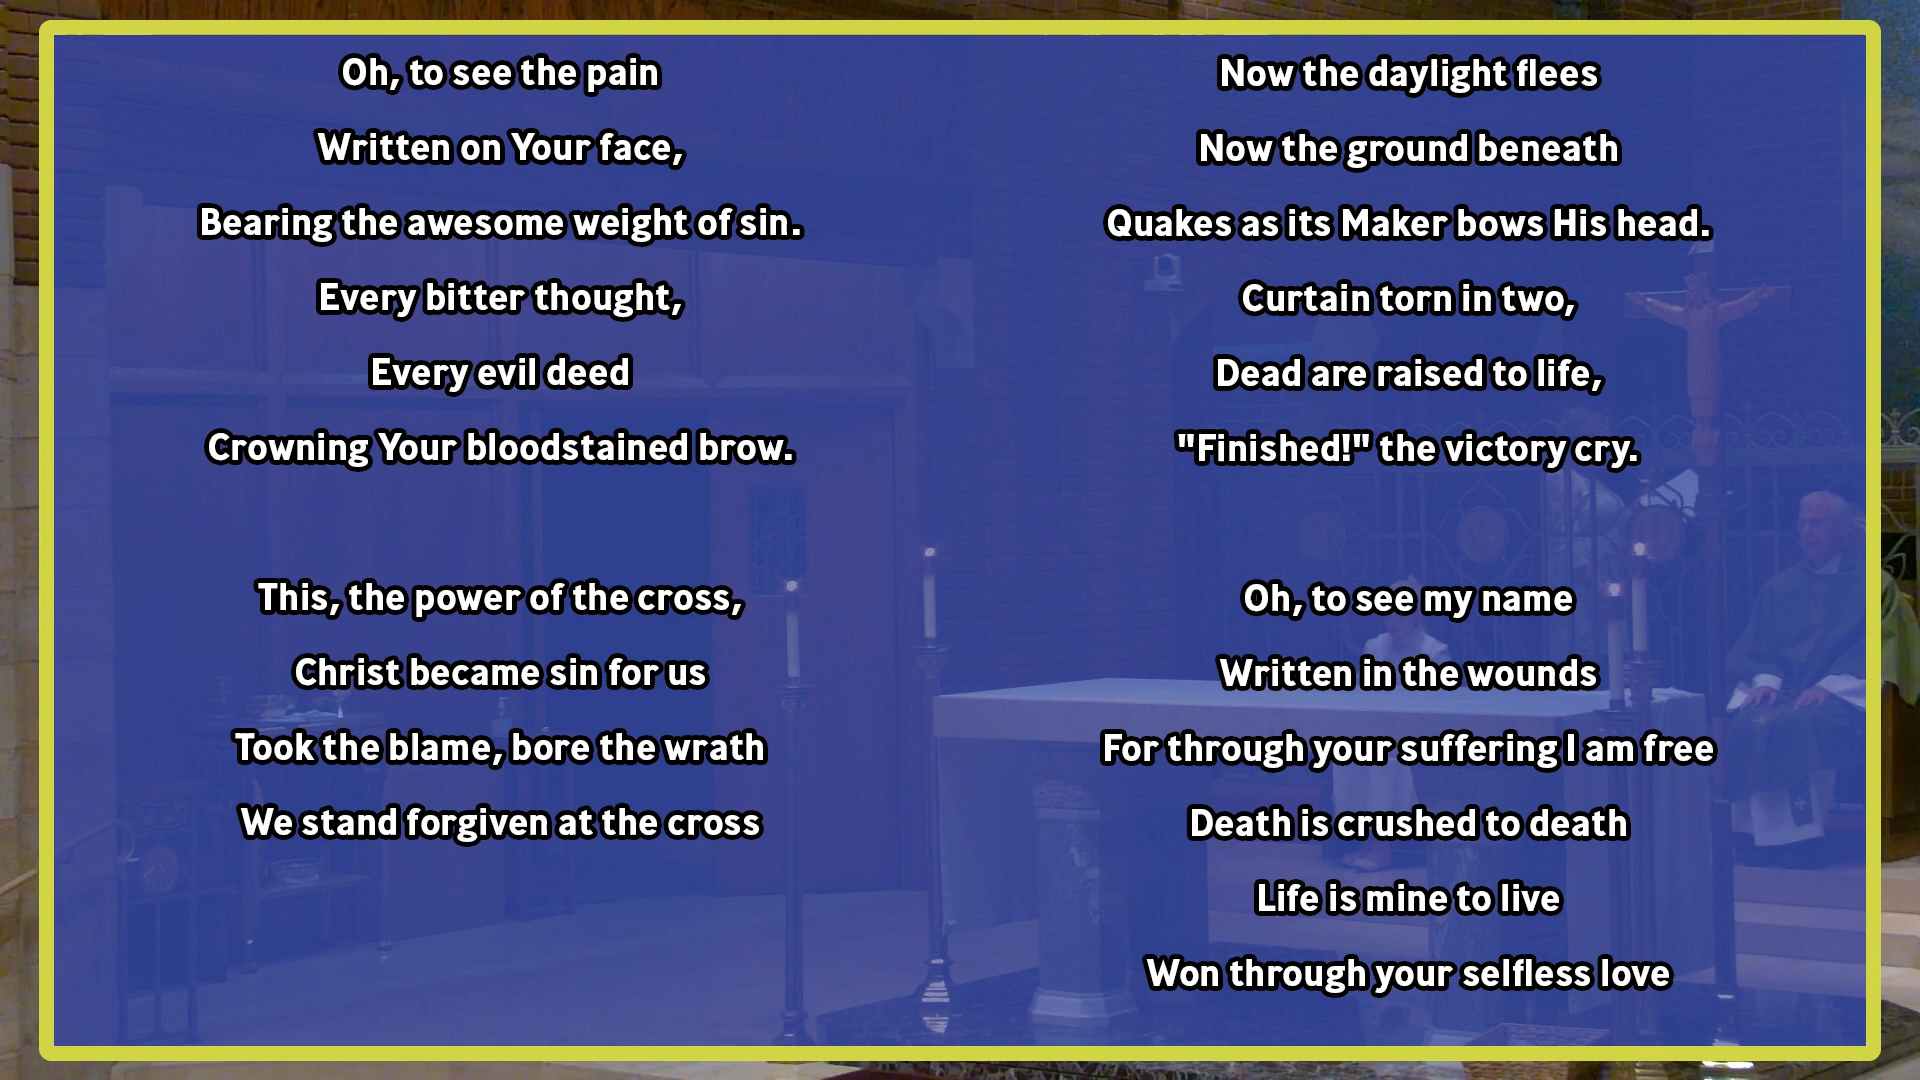 Oh, to see the pain
Written on Your face,
Bearing the awesome weight of sin.
Every bitter thought,
Every evil deed
Crowning Your bloodstained brow.
This, the power of the cross,
Christ became sin for us
Took the blame, bore the wrath
We stand forgiven at the cross
Now the daylight flees
Now the ground beneath
Quakes as its Maker bows His head.
Curtain torn in two,
Dead are raised to life,
"Finished!" the victory cry.
Oh, to see my name
Written in the wounds
For through your suffering I am free
Death is crushed to death
Life is mine to live
Won through your selfless love